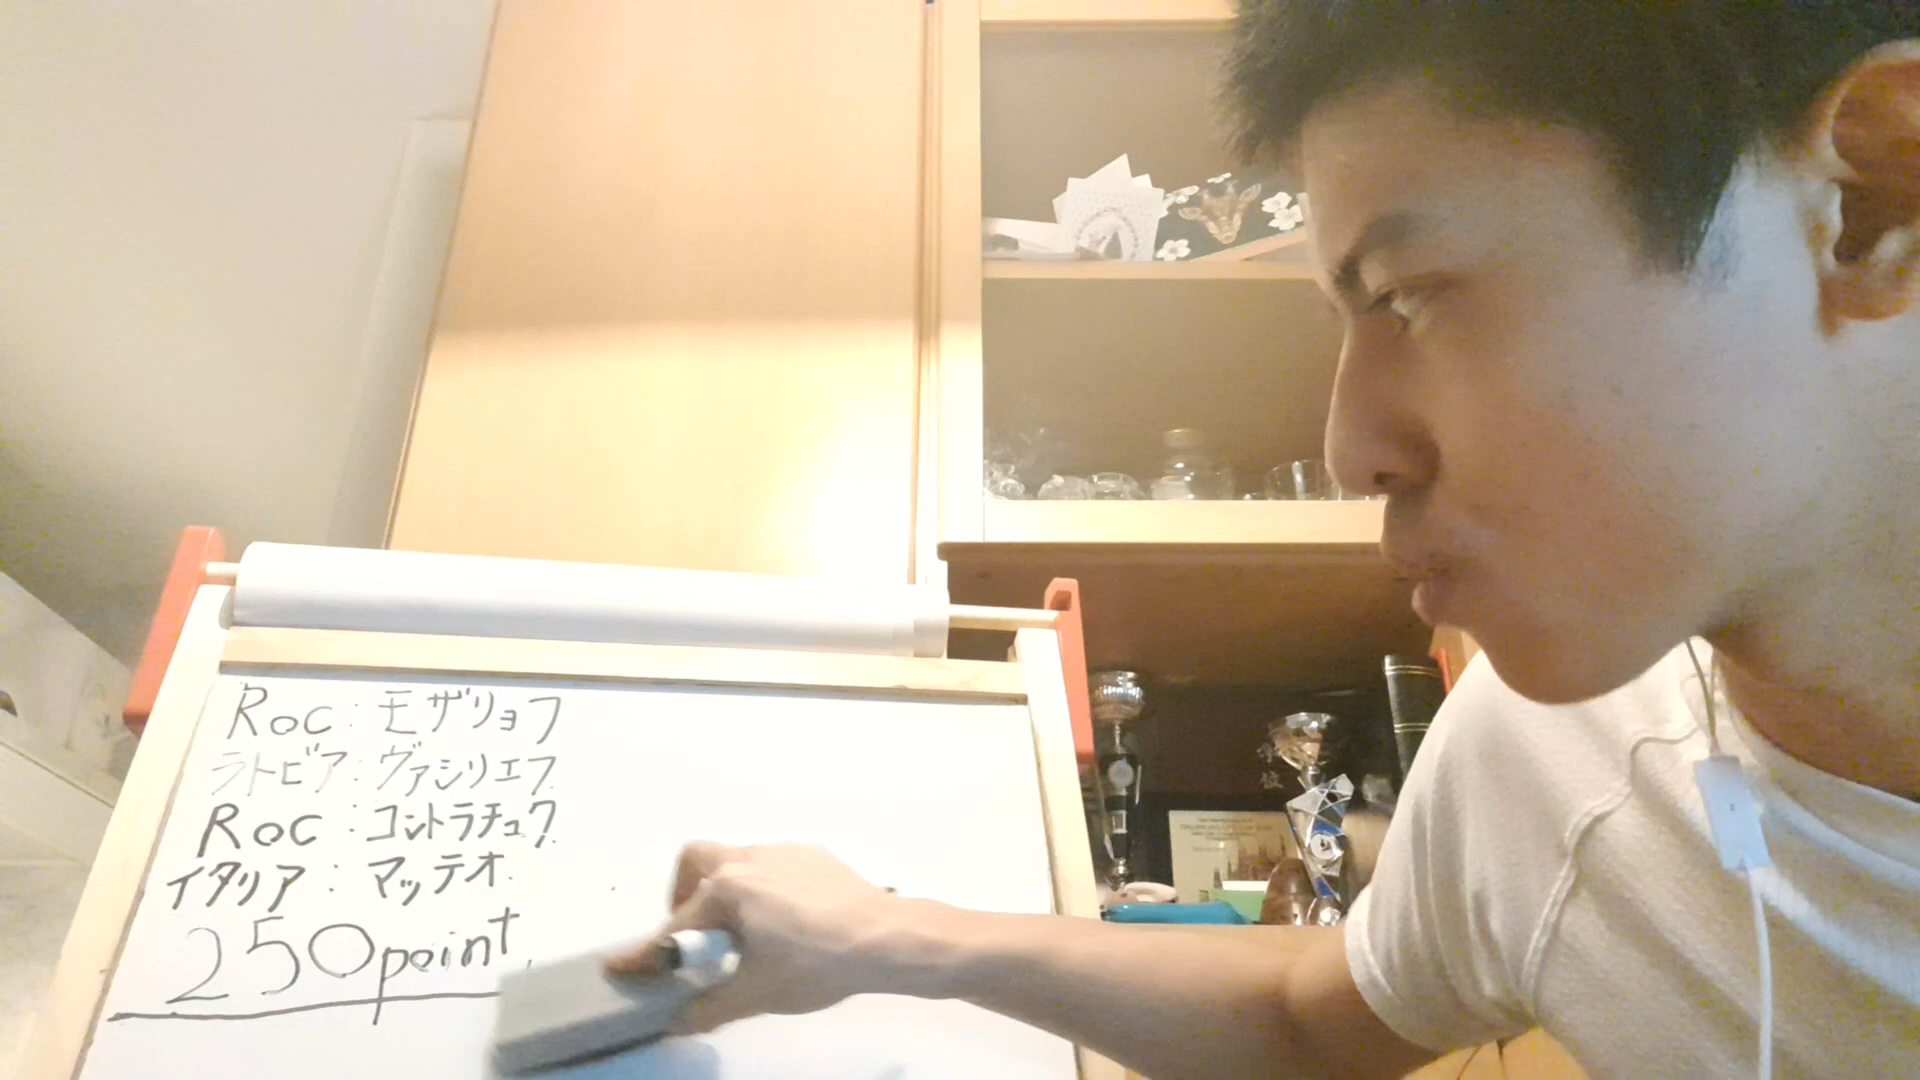 Roc:モザリョフ
ラトビア:ヴァシリエフ
Roc:コントラチュク
イタリア:マッテオ.
250point.